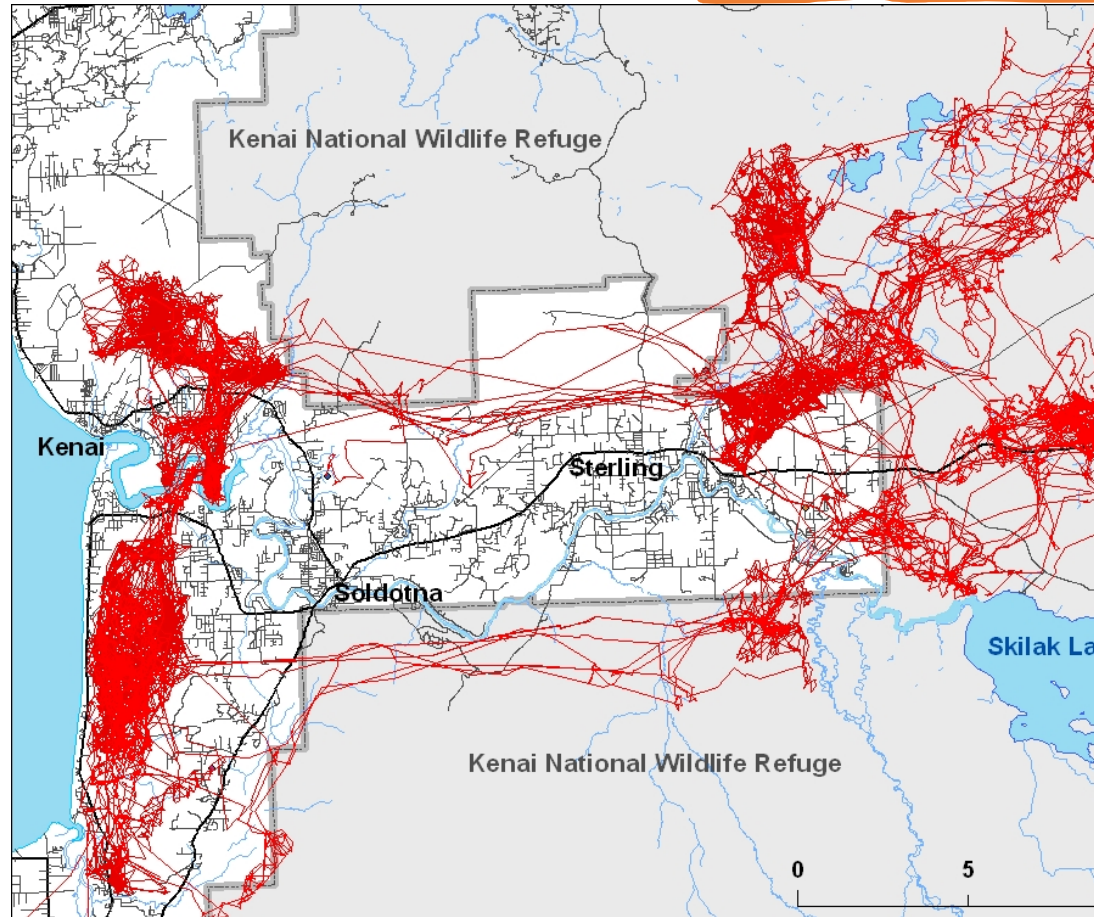 Kenai National Wildlife Refuge
Kenai
Sterling
Soldotna
Skilak La
Kenai National Wildlife Refuge
0 5